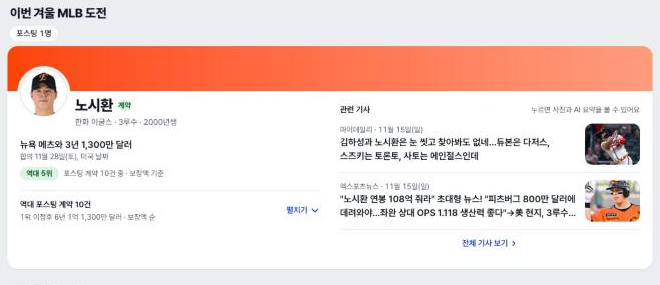 이번 겨울 MLB 도전
포스팅 1명
노시환 계약
한화 이글스 · 3루수 · 2000년생
뉴욕 메츠와 3년 1,300만 달러
합의 11월 28일(토), 미국 날짜
역대 5위 포스팅 계약 10건 중 · 보장액 기준
역대 포스팅 계약 10건
1위 이정후 6년 1억 1,300만 달러 · 보장액 순
펼치기
관련 기사
누르면 사진과 AI 요약을 볼 수 있어요
마이데일리 · 11월 15일(일)
김하성과 노시환은 눈 씻고 찾아봐도 없네…듀본은 다저스,
스즈키는 토론토, 사토는 에인절스인데
엑스포츠뉴스 · 11월 15일(일)
"노시환 연봉 108억 줘라" 초대형 뉴스! "피츠버그 800만 달러에
데려와야…좌완 상대 OPS 1.118 생산력 좋다"→美 현지, 3루수…
전체 기사 보기